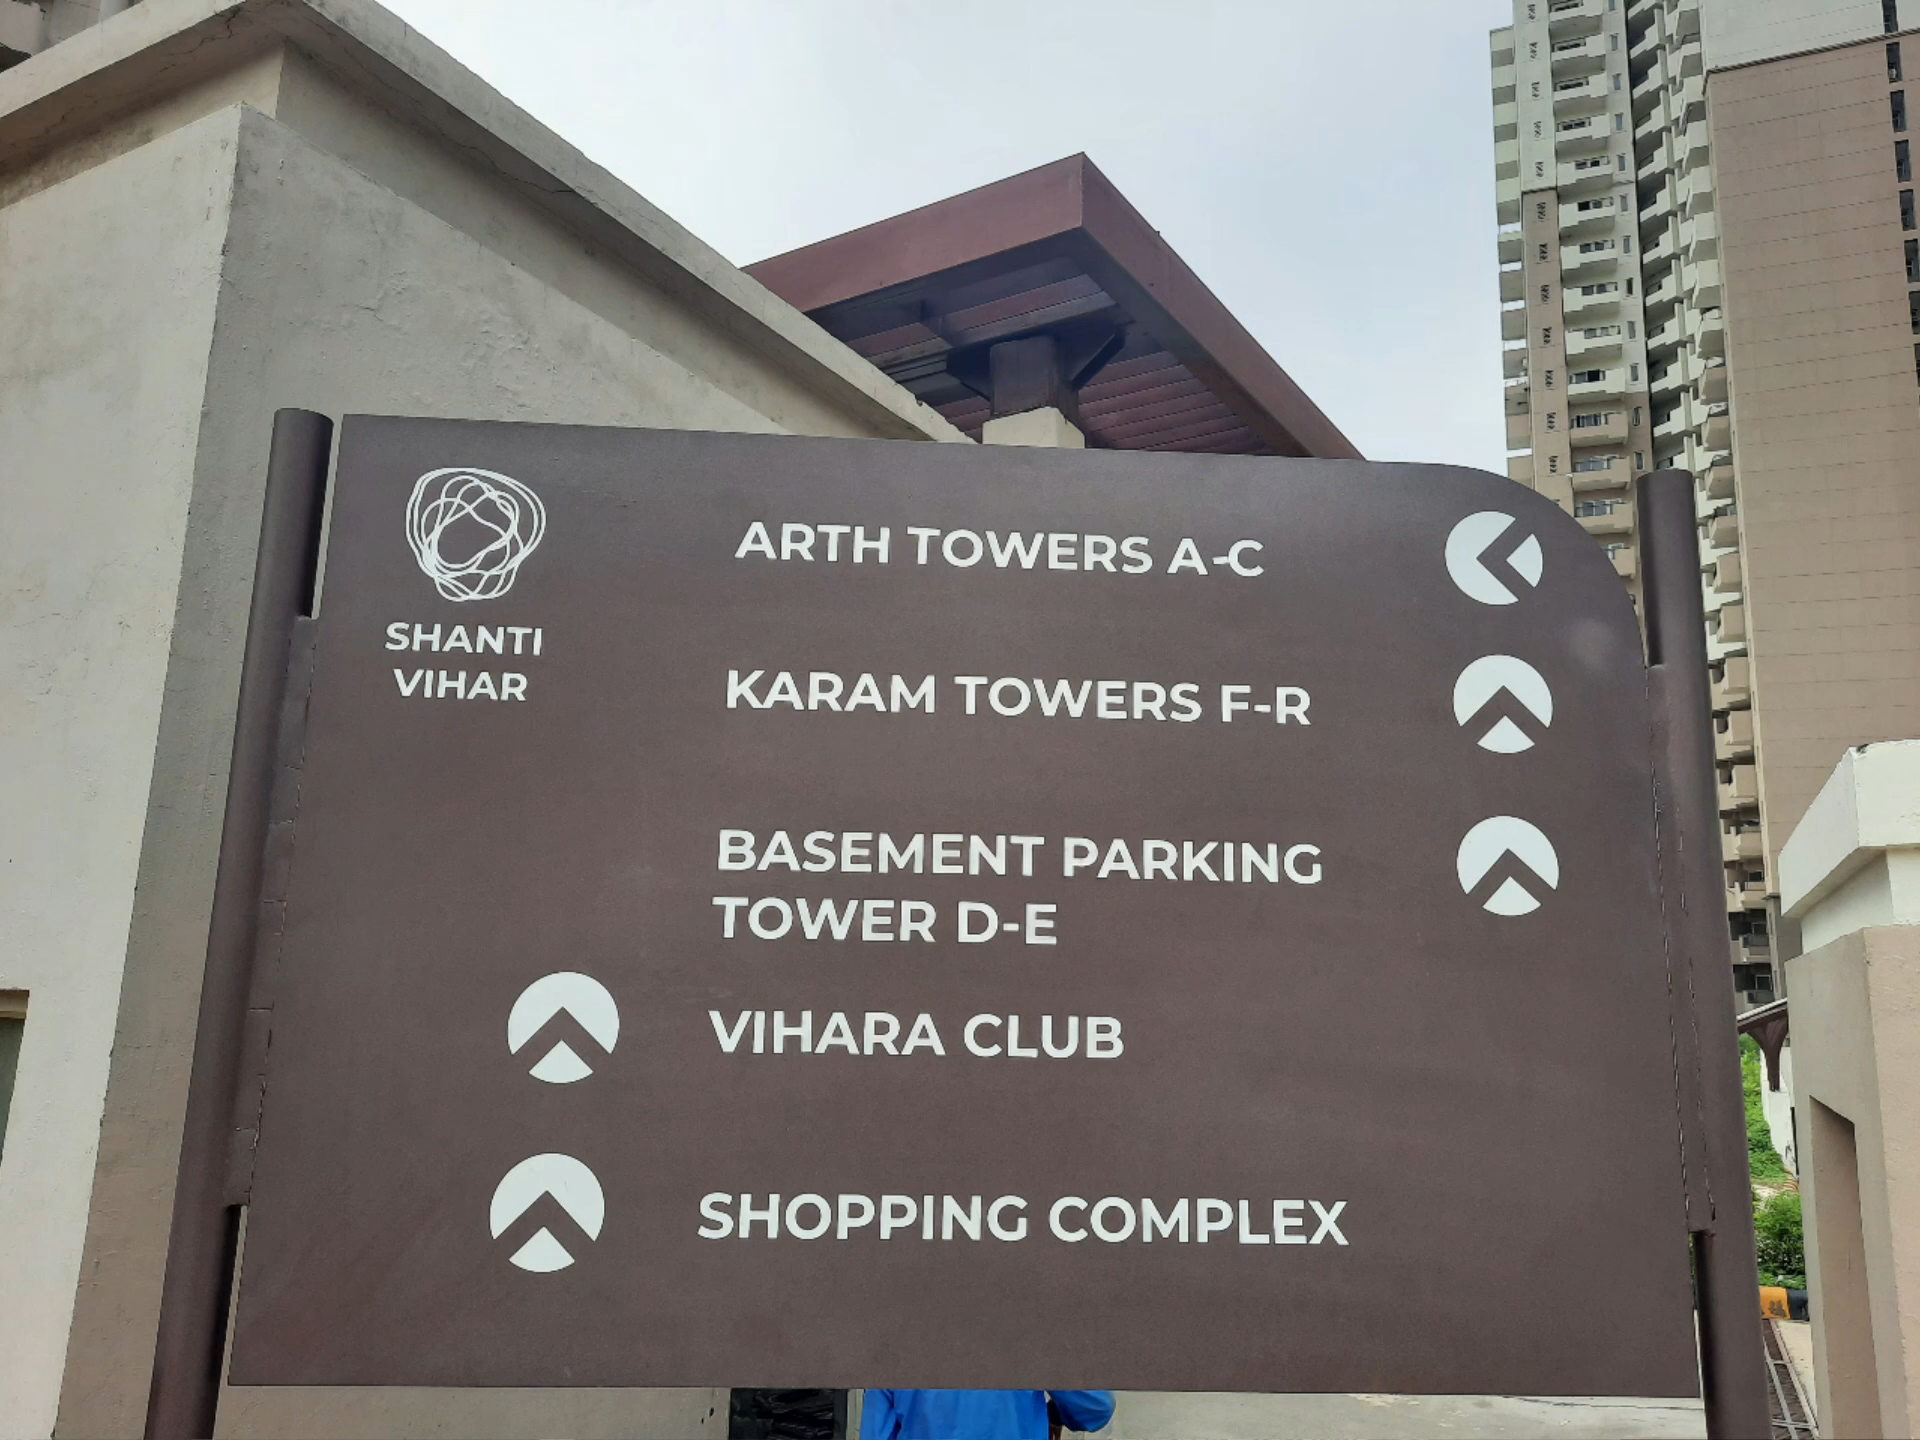 SHANTI
VIHAR
ARTH TOWERS A-C
KARAM TOWERS F-R
BASEMENT PARKING
TOWER D-E
VIHARA CLUB
SHOPPING COMPLEX